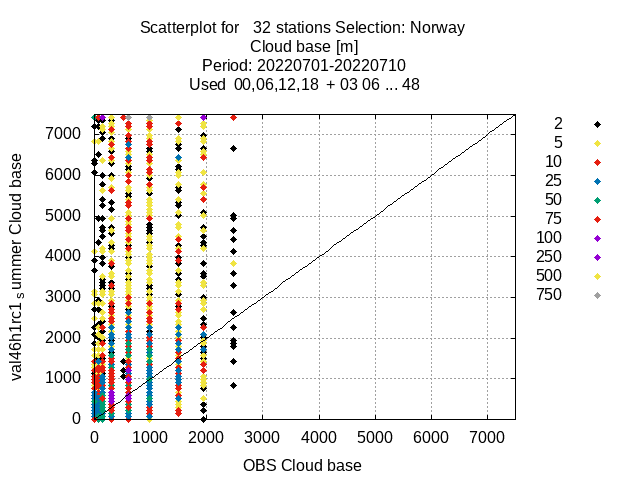 Scatterplot for   32 stations Selection: Norway
Cloud base [m]
Period: 20220701-20220710
Used  00,06,12,18  + 03 06 ... 48
7000
6000
5000
4000
3000
2000
1000
0
val46h1rc1 s ummer Cloud base
0 1000 2000 3000 4000 5000 6000 7000
OBS Cloud base
2
5
10
25
50
75
100
250
500
750